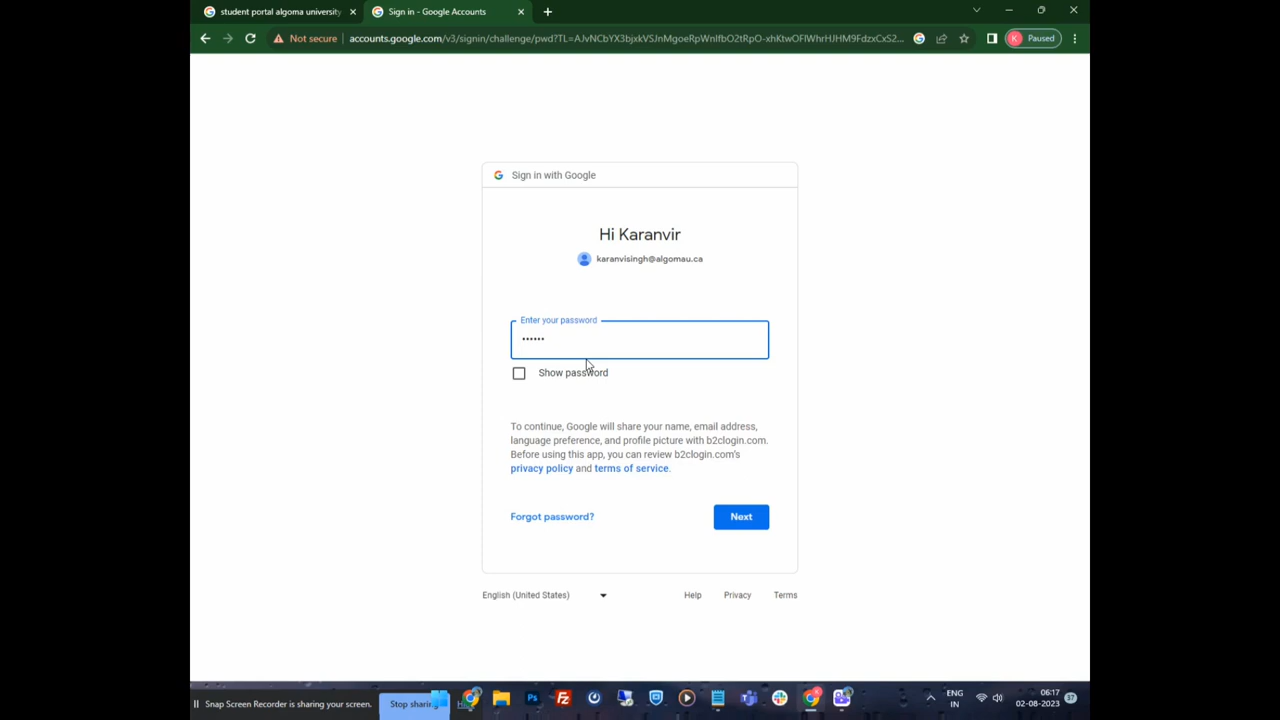 student portal algoma university
Sign in - Google Accounts
Not secure
accounts.google.com/v3/signin/challenge/pwd?TL=AJvNCbYX3bjxkVSJnMgoeRpWnIfbO2tRpO-xhKtwOFIWhrHJHM9FdzxCxS2...
K
Paused
Sign in with Google
Hi Karanvir
karanvisingh@algomau.ca
Enter your password
••••••
Show password
To continue, Google will share your name, email address,
language preference, and profile picture with b2clogin.com.
Before using this app, you can review b2clogin.com's
privacy policy and terms of service.
Forgot password?
Next
English (United States)
Help
Privacy
Terms
Snap Screen Recorder is sharing your screen.
Stop sharing
Ps
ENG
IN
06:17
02-08-2023
37